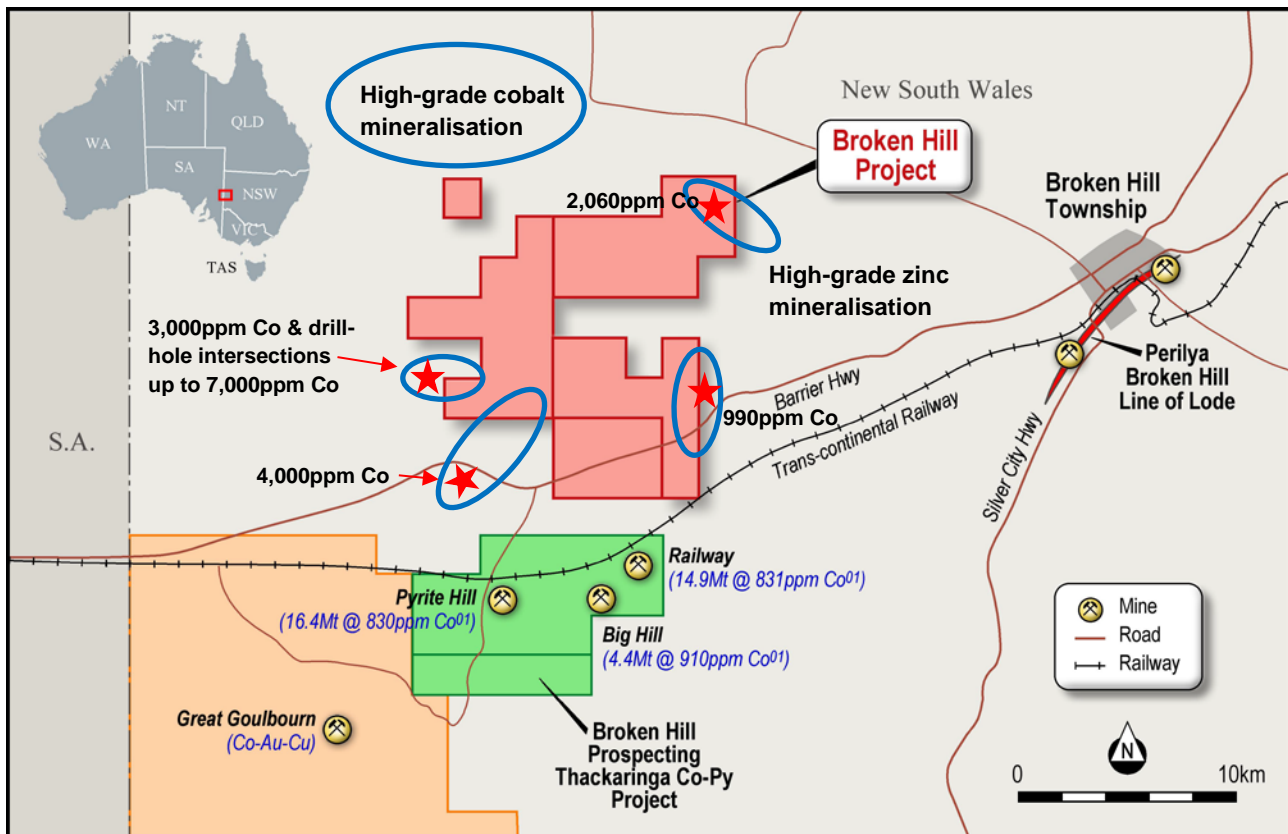 WA
NT
QLD
SA
NSW
VIC
TAS
High-grade cobalt
mineralisation
New South Wales
Broken Hill
Project
Broken Hill
Township
2,060ppm Co
High-grade zinc
mineralisation
3,000ppm Co & drill-
hole intersections
up to 7,000ppm Co
Perilya
Broken Hill
Line of Lode
Barrier Hwy
990ppm Co
Trans-continental Railway
S.A.
4,000ppm Co
Silver City Hwy
Railway
(14.9Mt @ 831ppm Co01)
Pyrite Hill
(16.4Mt @ 830ppm Co01)
Big Hill
(4.4Mt @ 910ppm Co01)
Great Goulbourn
(Co-Au-Cu)
Broken Hill
Prospecting
Thackaringa Co-Py
Project
Mine
Road
Railway
N
0 10km